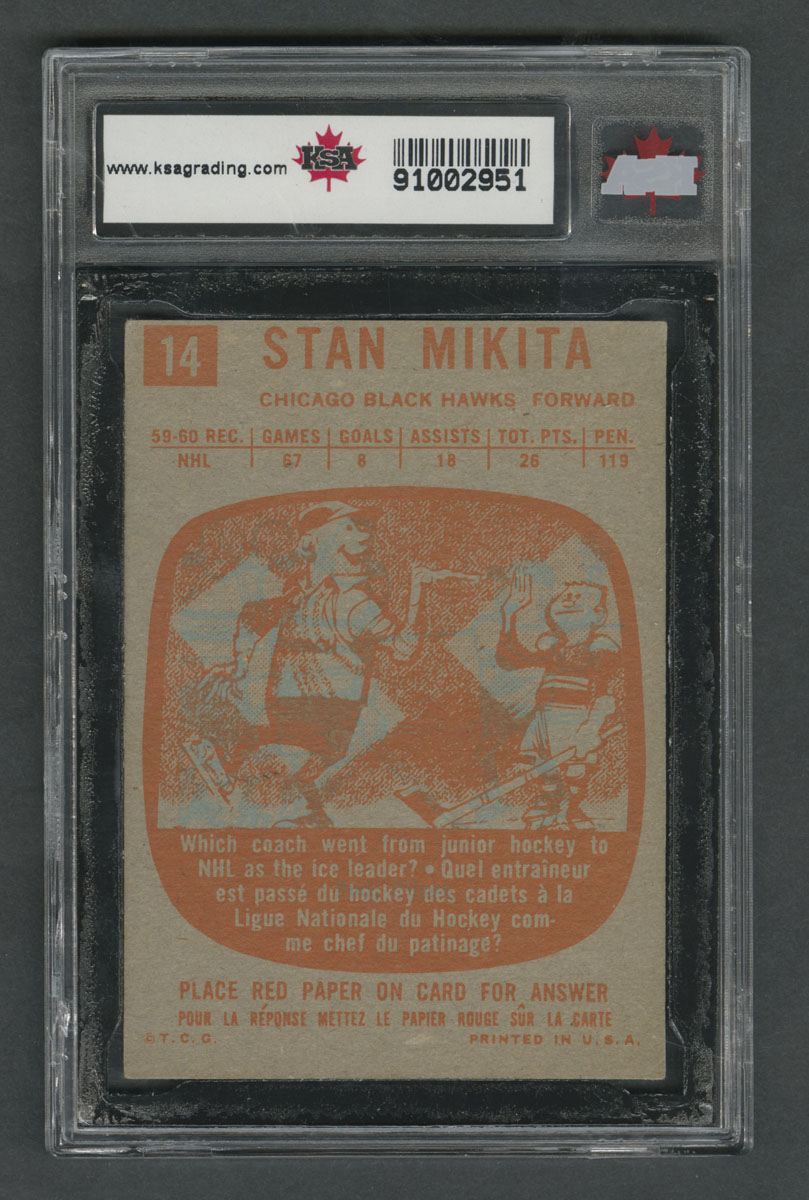 www.ksagrading.com KSA 91002951
14 STAN MIKITA
CHICAGO BLACK HAWKS FORWARD
59-60 REC. GAMES GOALS ASSISTS TOT. PTS. PEN.
NHL 67 8 18 26 119
Which coach went from junior hockey to
NHL as the ice leader? • Quel entraîneur
est passé du hockey des cadets à la
Ligue Nationale du Hockey com-
me chef du patinage?
PLACE RED PAPER ON CARD FOR ANSWER
POUR LA RÉPONSE METTEZ LE PAPIER ROUGE SÛR LA CARTE
© T. C. G. PRINTED IN U. S. A.